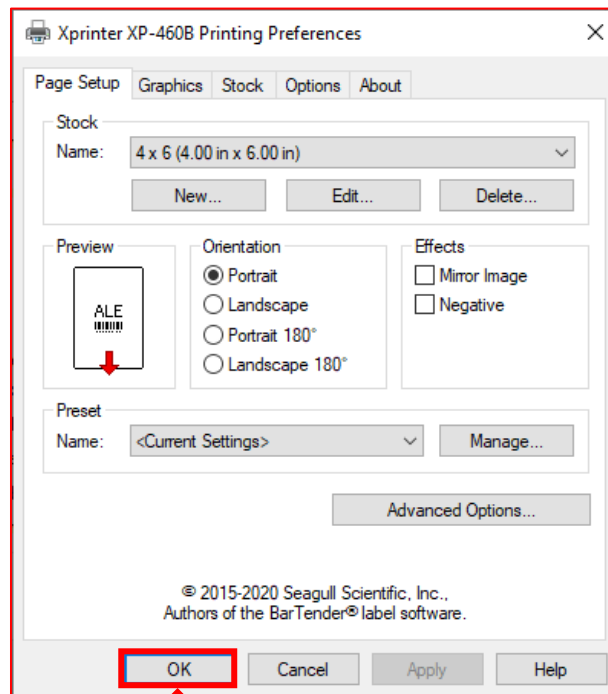 Xprinter XP-460B Printing Preferences
Page Setup Graphics Stock Options About
Stock
Name: 4 x 6 (4.00 in x 6.00 in)
New... Edit... Delete...
Preview Orientation Effects
ALE
Portrait
Landscape
Portrait 180°
Landscape 180°
Mirror Image
Negative
Preset
Name: <Current Settings> Manage...
Advanced Options...
© 2015-2020 Seagull Scientific, Inc.,
Authors of the BarTender® label software.
OK Cancel Apply Help